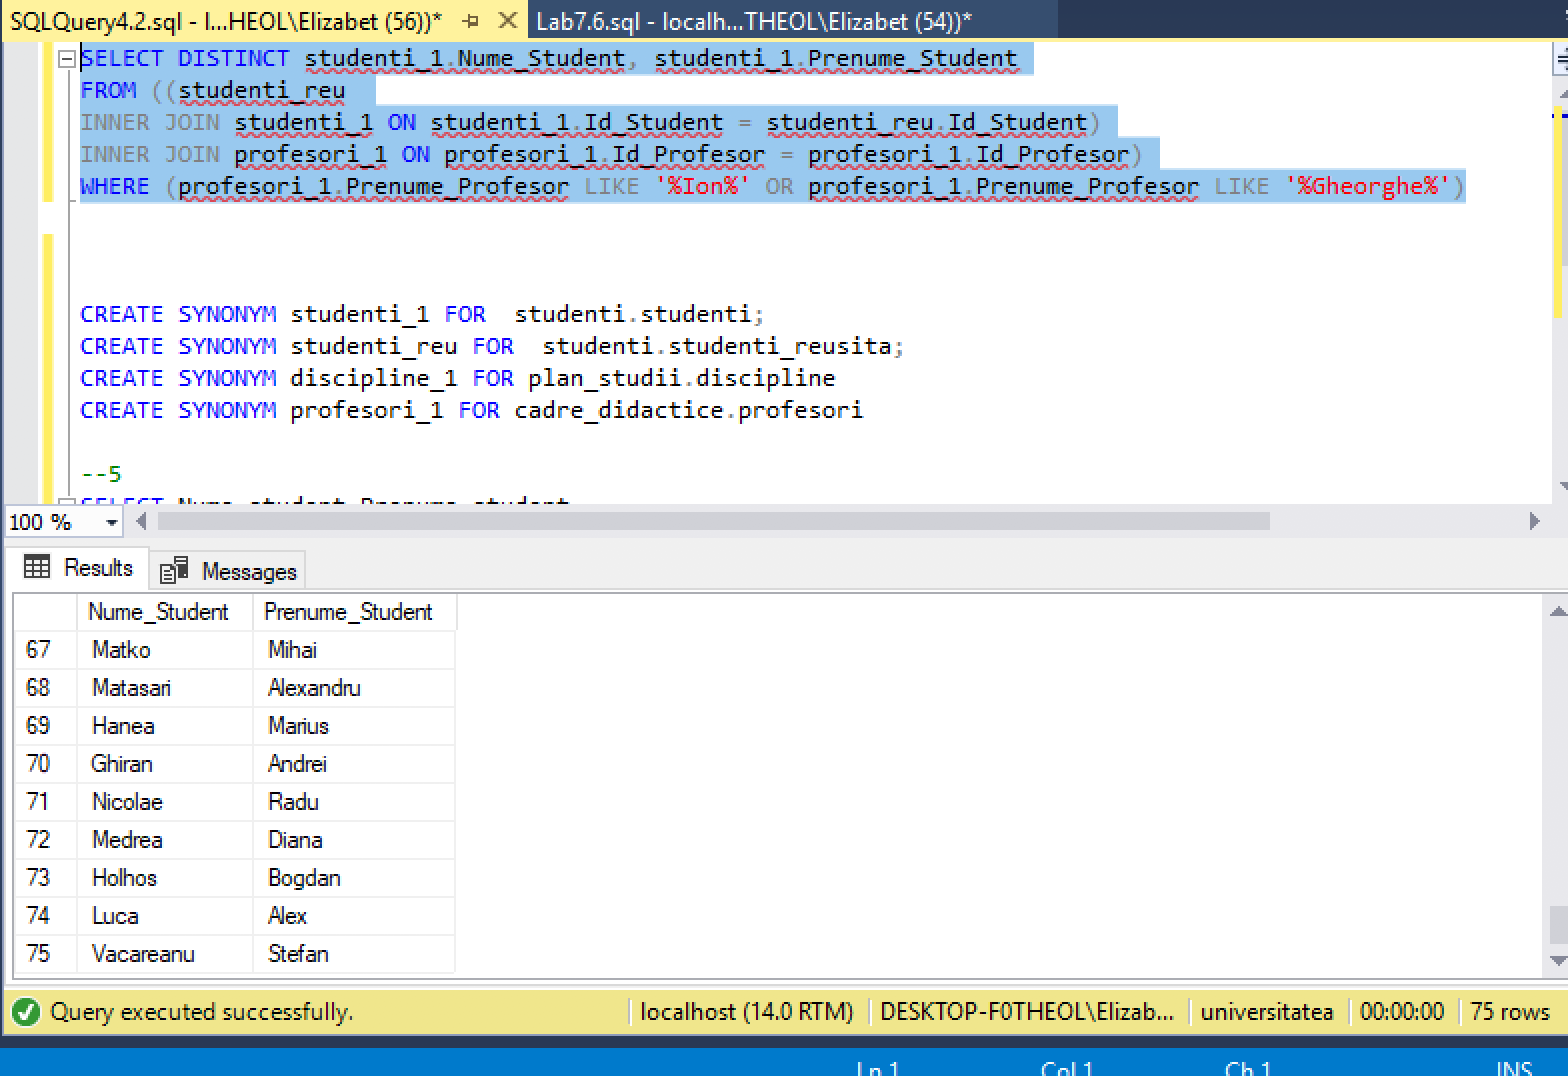 SQLQuery4.2.sql - l...HEOL\Elizabet (56))*
Lab7.6.sql - localh...THEOL\Elizabet (54))*
SELECT DISTINCT studenti_1.Nume_Student, studenti_1.Prenume_Student
FROM ((studenti_reu
INNER JOIN studenti_1 ON studenti_1.Id_Student = studenti_reu.Id_Student)
INNER JOIN profesori_1 ON profesori_1.Id_Profesor = profesori_1.Id_Profesor)
WHERE (profesori_1.Prenume_Profesor LIKE '%Ion%' OR profesori_1.Prenume_Profesor LIKE '%Gheorghe%')
CREATE SYNONYM studenti_1 FOR  studenti.studenti;
CREATE SYNONYM studenti_reu FOR  studenti.studenti_reusita;
CREATE SYNONYM discipline_1 FOR plan_studii.discipline
CREATE SYNONYM profesori_1 FOR cadre_didactice.profesori
--5
SELECT Nume_student,Prenume_student
100 %
Results
Messages
Nume_Student Prenume_Student
67 Matko Mihai
68 Matasari Alexandru
69 Hanea Marius
70 Ghiran Andrei
71 Nicolae Radu
72 Medrea Diana
73 Holhos Bogdan
74 Luca Alex
75 Vacareanu Stefan
Query executed successfully.
localhost (14.0 RTM)
DESKTOP-F0THEOL\Elizab...
universitatea
00:00:00
75 rows
Ln 1
Col 1
Ch 1
INS